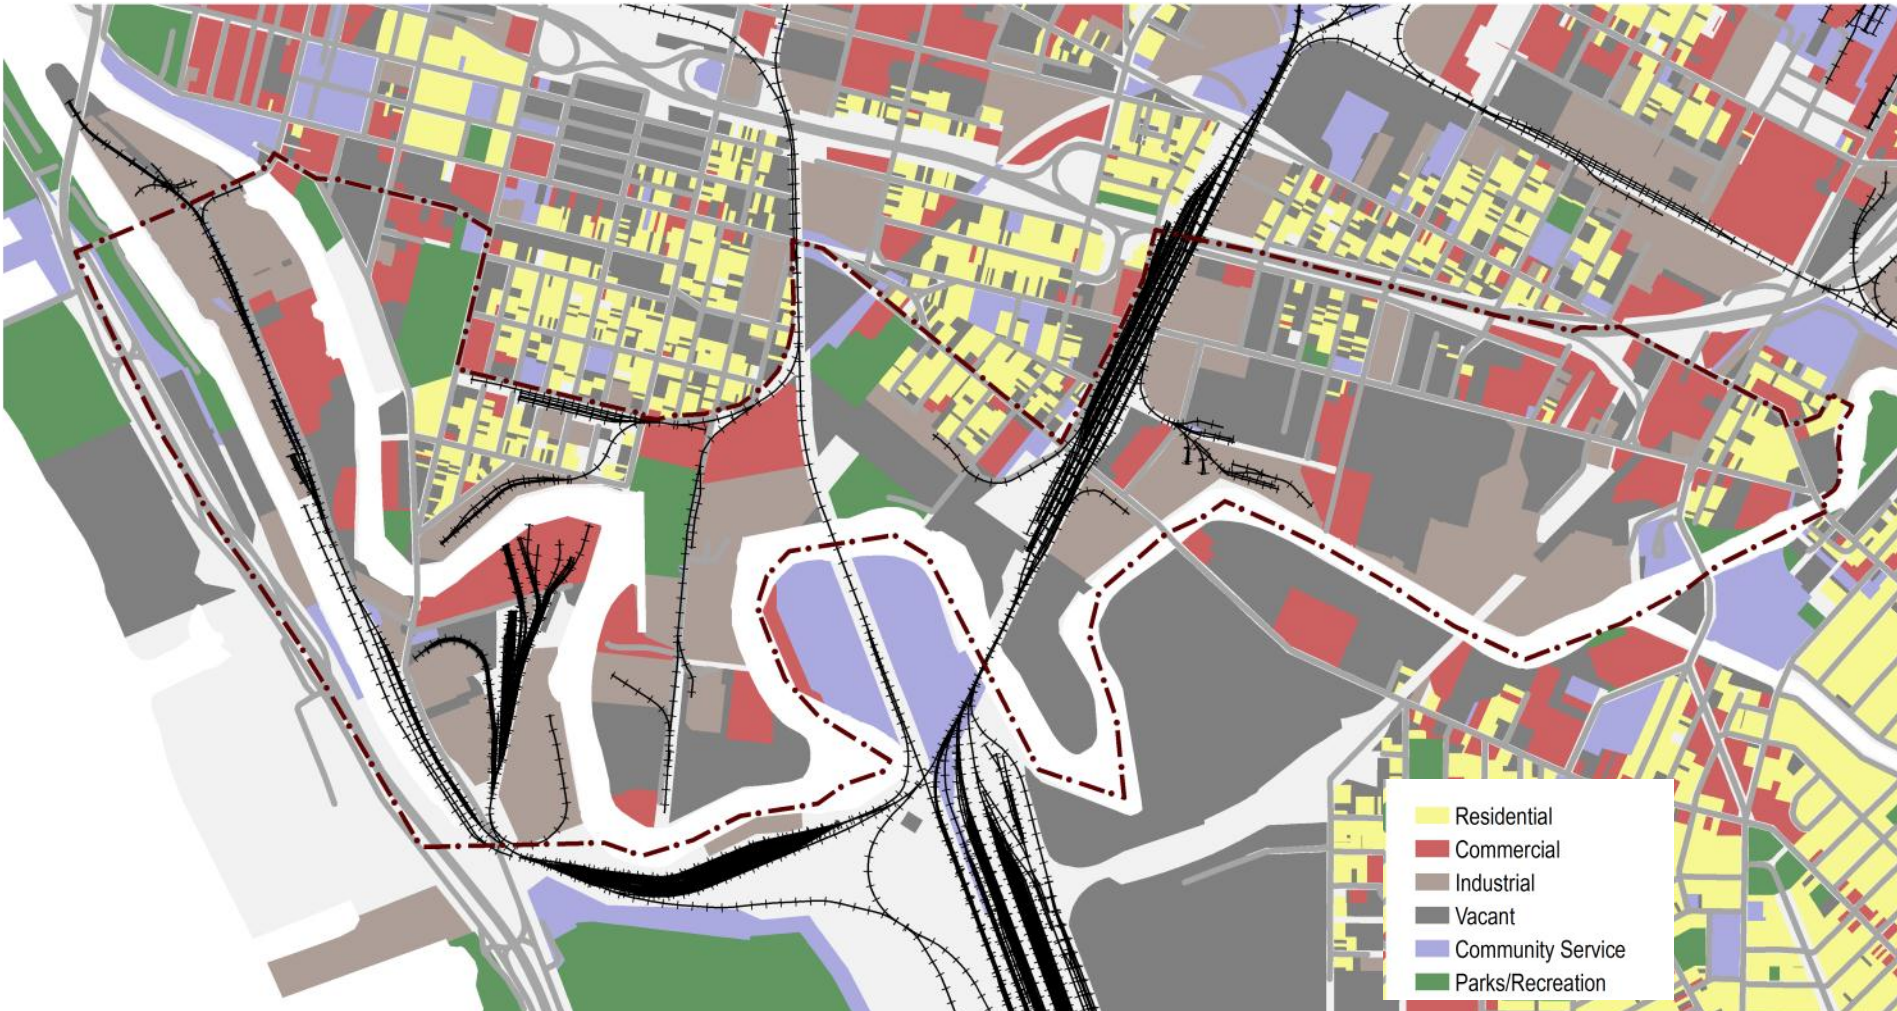 Residential
Commercial
Industrial
Vacant
Community Service
Parks/Recreation